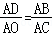 AD/AO = AB/AC